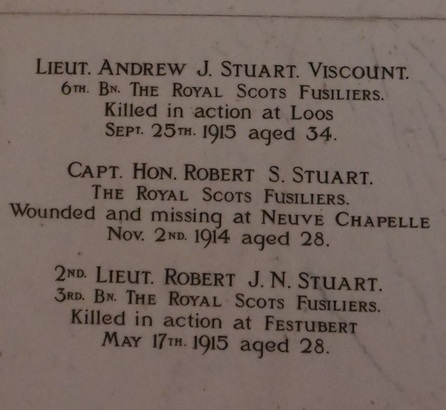 LIEUT. ANDREW J. STUART. VISCOUNT.
6TH. BN. THE ROYAL SCOTS FUSILIERS.
Killed in action at LOOS
SEPT. 25TH. 1915 aged 34.
CAPT. HON. ROBERT S. STUART.
THE ROYAL SCOTS FUSILIERS.
Wounded and missing at NEUVE CHAPELLE
NOV. 2ND. 1914 aged 28.
2ND. LIEUT. ROBERT J. N. STUART.
3RD. BN. THE ROYAL SCOTS FUSILIERS.
Killed in action at FESTUBERT
MAY 17TH. 1915 aged 28.